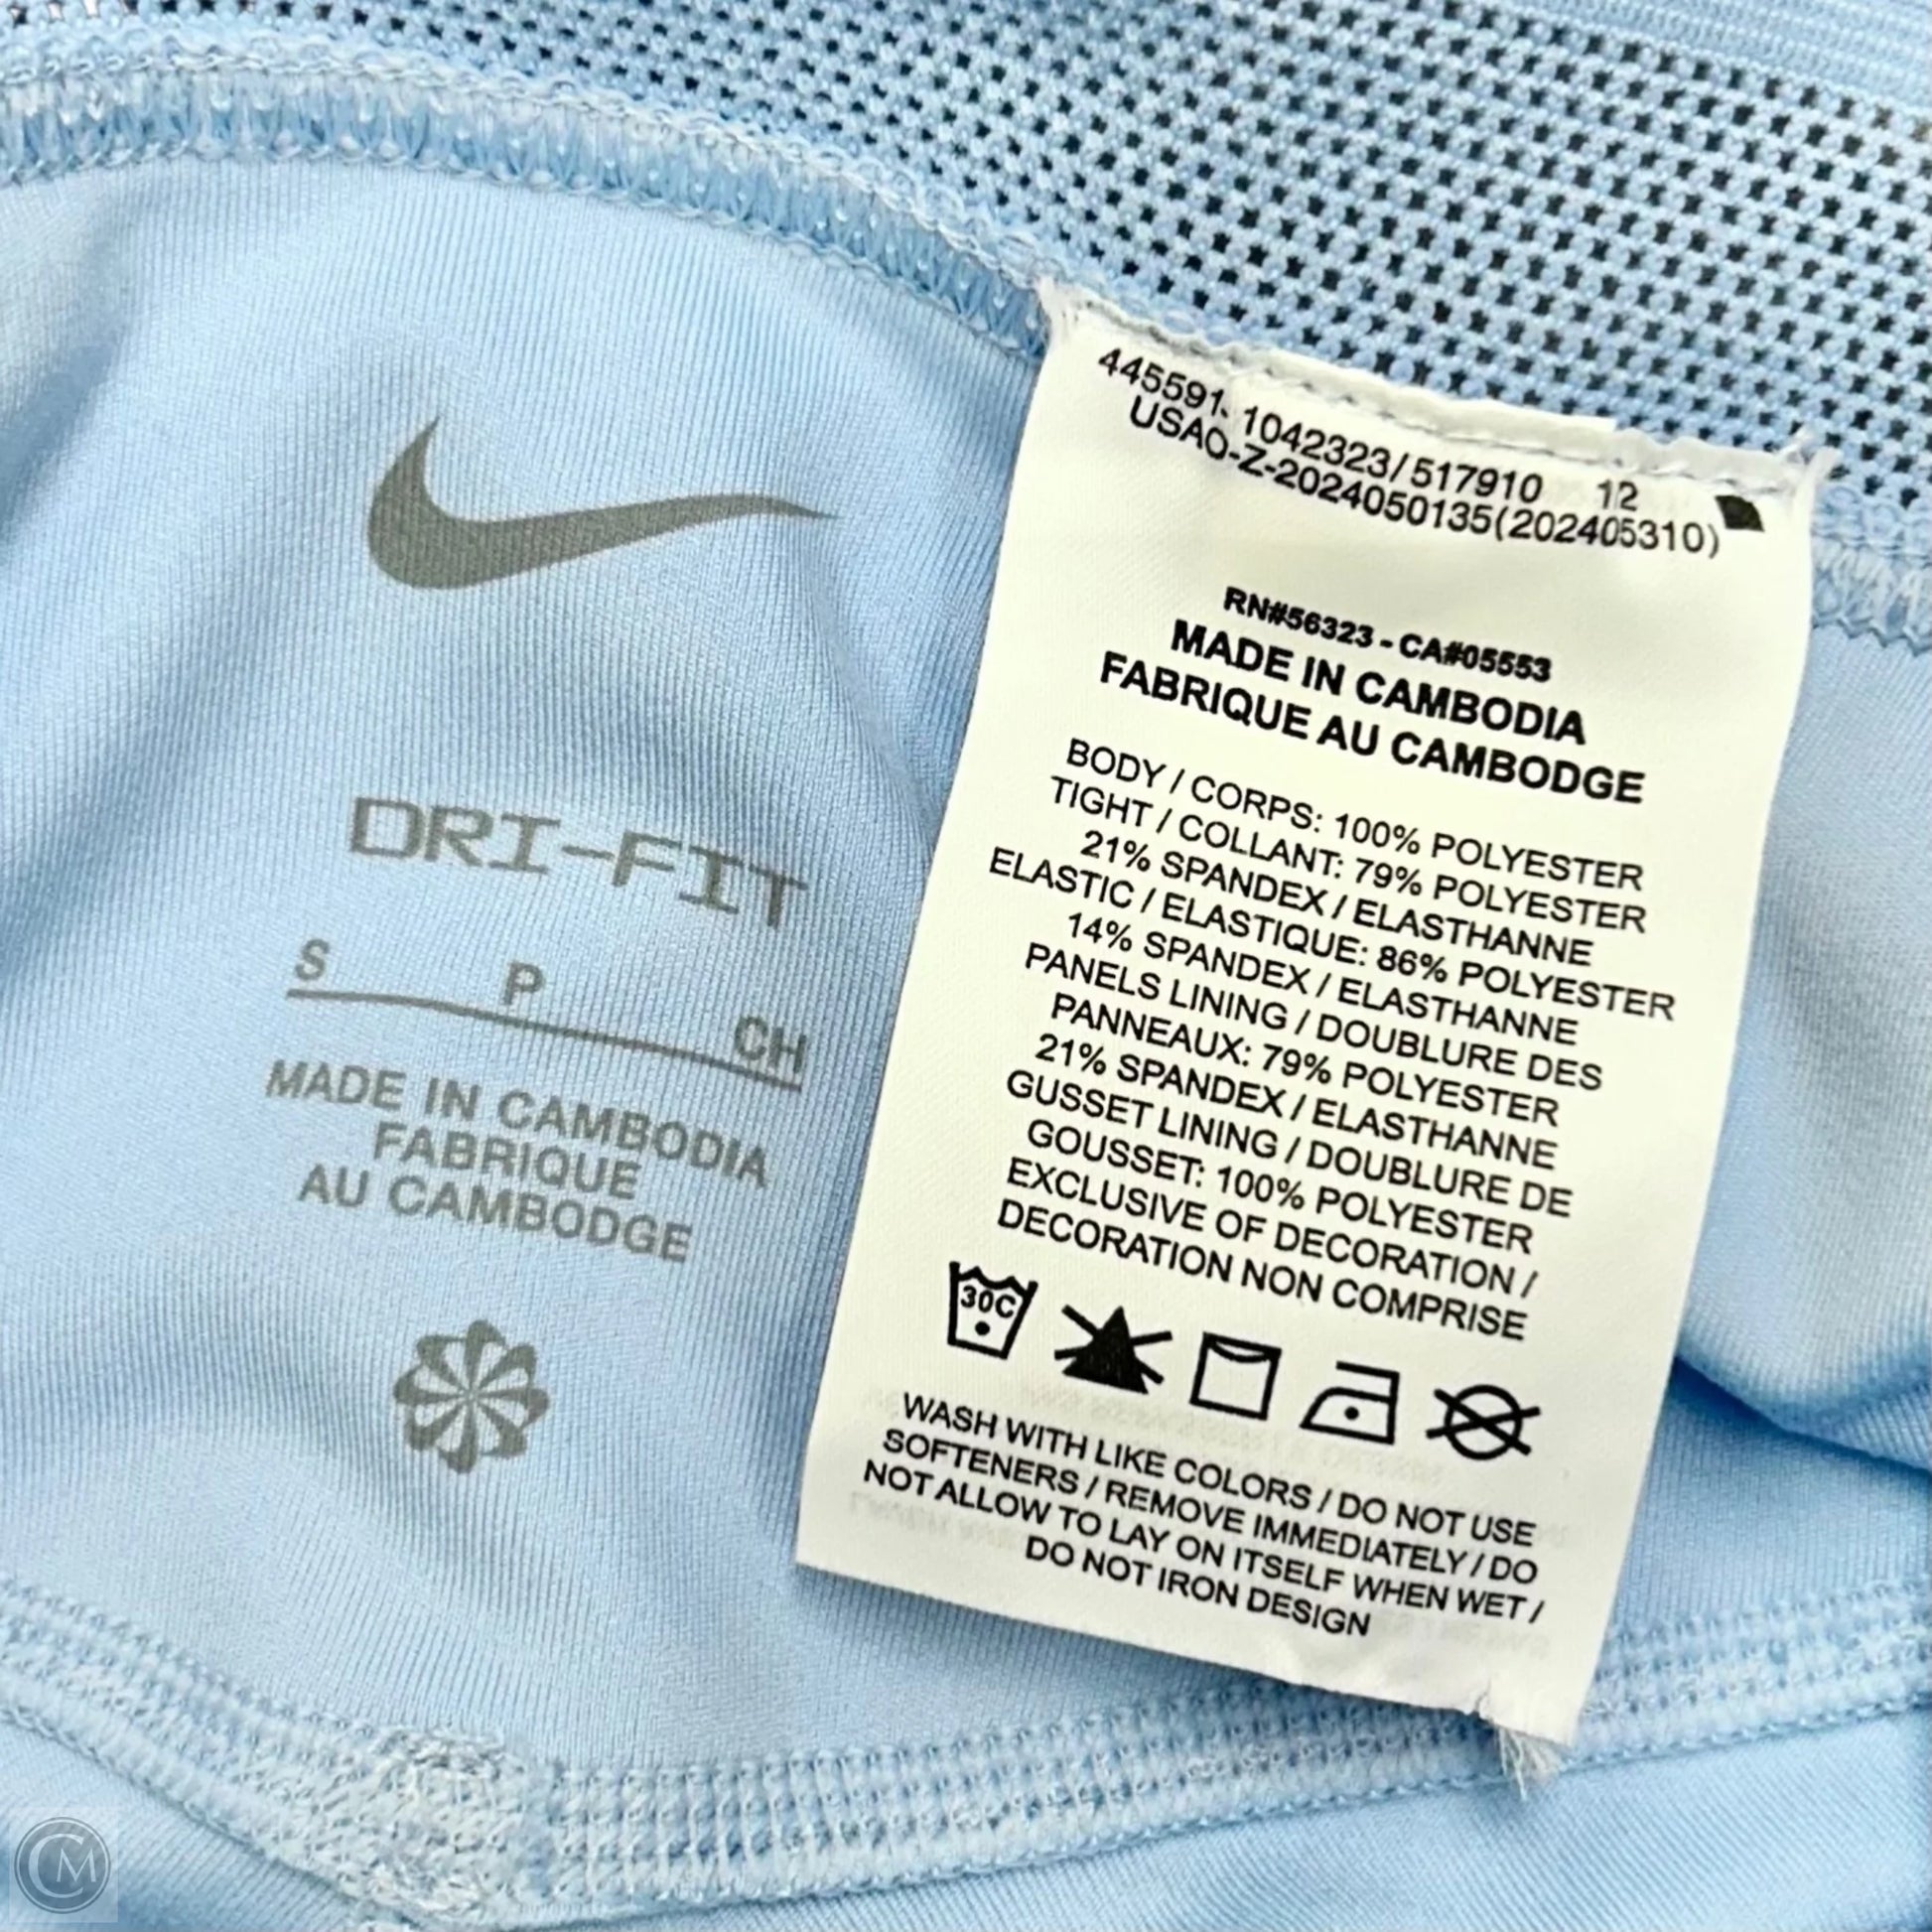 DRI-FIT
S P CH
MADE IN CAMBODIA
FABRIQUE
AU CAMBODGE
445591- 1042323/517910 12
USAO-Z-2024050135(202405310)
RN#56323 - CA#05553
MADE IN CAMBODIA
FABRIQUE AU CAMBODGE
BODY / CORPS: 100% POLYESTER
TIGHT / COLLANT: 79% POLYESTER
21% SPANDEX / ELASTHANNE
ELASTIC / ELASTIQUE: 86% POLYESTER
14% SPANDEX / ELASTHANNE
PANELS LINING / DOUBLURE DES
PANNEAUX: 79% POLYESTER
21% SPANDEX / ELASTHANNE
GUSSET LINING / DOUBLURE DE
GOUSSET: 100% POLYESTER
EXCLUSIVE OF DECORATION /
DECORATION NON COMPRISE
30C
WASH WITH LIKE COLORS / DO NOT USE
SOFTENERS / REMOVE IMMEDIATELY / DO
NOT ALLOW TO LAY ON ITSELF WHEN WET /
DO NOT IRON DESIGN
CM